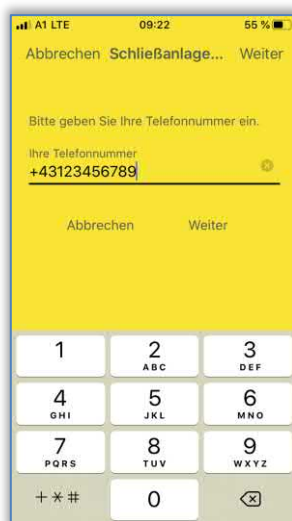 A1 LTE 09:22 55 %
Abbrechen Schließanlage... Weiter
Bitte geben Sie Ihre Telefonnummer ein.
Ihre Telefonnummer
+43123456789
Abbrechen Weiter
1 2 3
ABC DEF
4 5 6
GHI JKL MNO
7 8 9
PQRS TUV WXYZ
+*# 0